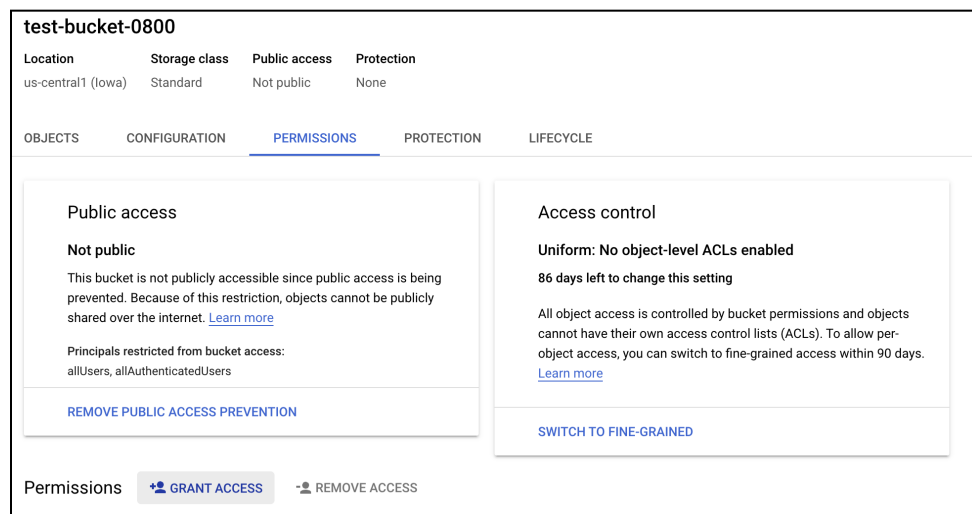 test-bucket-0800
Location Storage class Public access Protection
us-central1 (Iowa) Standard Not public None
OBJECTS CONFIGURATION PERMISSIONS PROTECTION LIFECYCLE
Public access
Not public
This bucket is not publicly accessible since public access is being
prevented. Because of this restriction, objects cannot be publicly
shared over the internet. Learn more
Principals restricted from bucket access:
allUsers, allAuthenticatedUsers
REMOVE PUBLIC ACCESS PREVENTION
Access control
Uniform: No object-level ACLs enabled
86 days left to change this setting
All object access is controlled by bucket permissions and objects
cannot have their own access control lists (ACLs). To allow per-
object access, you can switch to fine-grained access within 90 days.
Learn more
SWITCH TO FINE-GRAINED
Permissions GRANT ACCESS REMOVE ACCESS